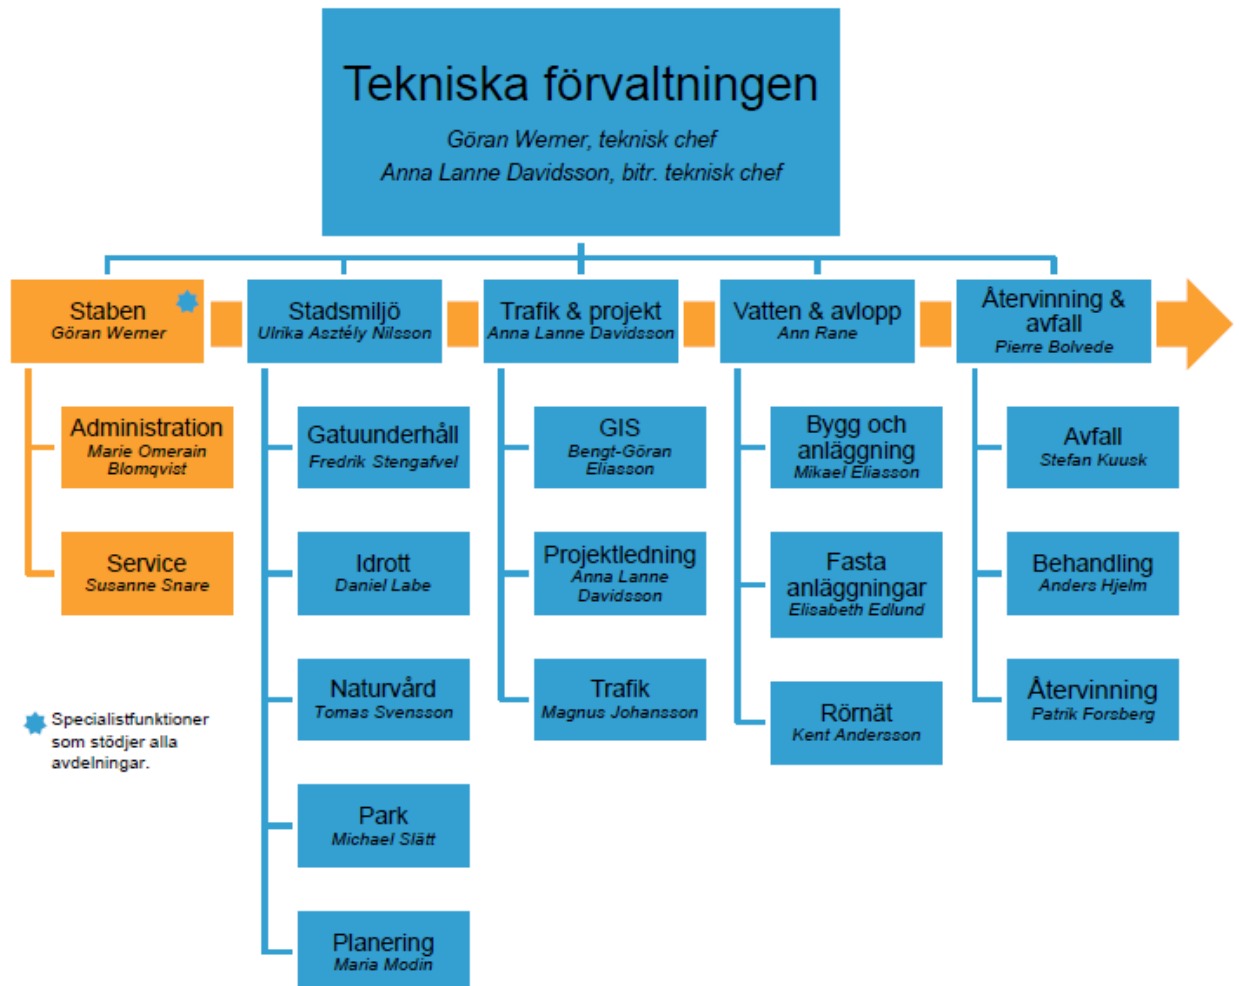 Tekniska förvaltningen
Göran Werner, teknisk chef
Anna Lanne Davidsson, bitr. teknisk chef
Staben
Göran Werner
Stadsmiljö
Ulrika Asztély Nilsson
Trafik & projekt
Anna Lanne Davidsson
Vatten & avlopp
Ann Rane
Återvinning &
avfall
Pierre Bolvede
Administration
Marie Omerain
Blomqvist
Service
Susanne Snare
Gatuunderhåll
Fredrik Stengafvel
Idrott
Daniel Labe
Naturvård
Tomas Svensson
Park
Michael Slätt
Planering
Maria Modin
GIS
Bengt-Göran
Eliasson
Projektledning
Anna Lanne
Davidsson
Trafik
Magnus Johansson
Bygg och
anläggning
Mikael Eliasson
Fasta
anläggningar
Elisabeth Edlund
Rörnät
Kent Andersson
Avfall
Stefan Kuusk
Behandling
Anders Hjelm
Återvinning
Patrik Forsberg
Specialistfunktioner
som stödjer alla
avdelningar.